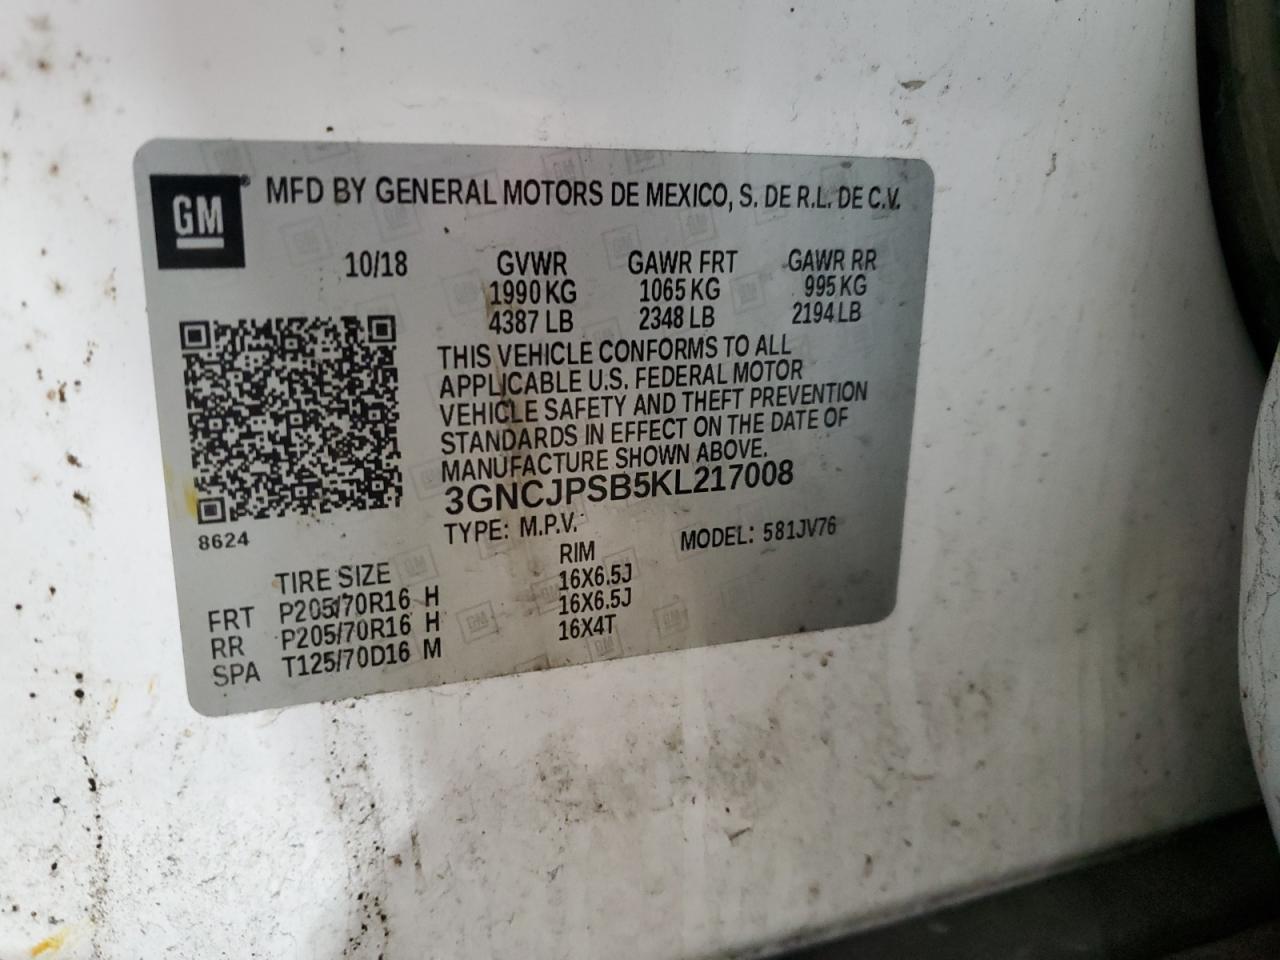 GM
MFD BY GENERAL MOTORS DE MEXICO, S. DE R.L. DE C.V.
10/18 GVWR GAWR FRT GAWR RR
1990 KG 1065 KG 995 KG
4387 LB 2348 LB 2194 LB
THIS VEHICLE CONFORMS TO ALL
APPLICABLE U.S. FEDERAL MOTOR
VEHICLE SAFETY AND THEFT PREVENTION
STANDARDS IN EFFECT ON THE DATE OF
MANUFACTURE SHOWN ABOVE.
3GNCJPSB5KL217008
8624
TYPE: M.P.V. MODEL: 581JV76
TIRE SIZE RIM
FRT P205/70R16 H 16X6.5J
RR P205/70R16 H 16X6.5J
SPA T125/70D16 M 16X4T